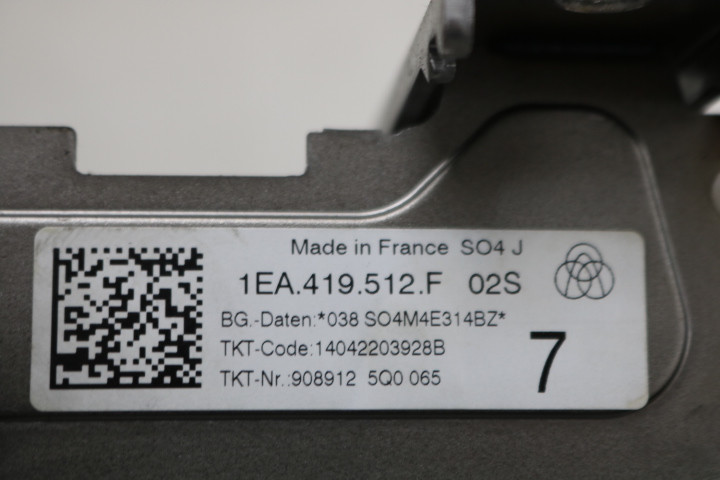 Made in France SO4 J
1EA.419.512.F 02S
BG.-Daten:*038 SO4M4E314BZ*
TKT-Code:14042203928B
TKT-Nr.:908912 5Q0 065
7